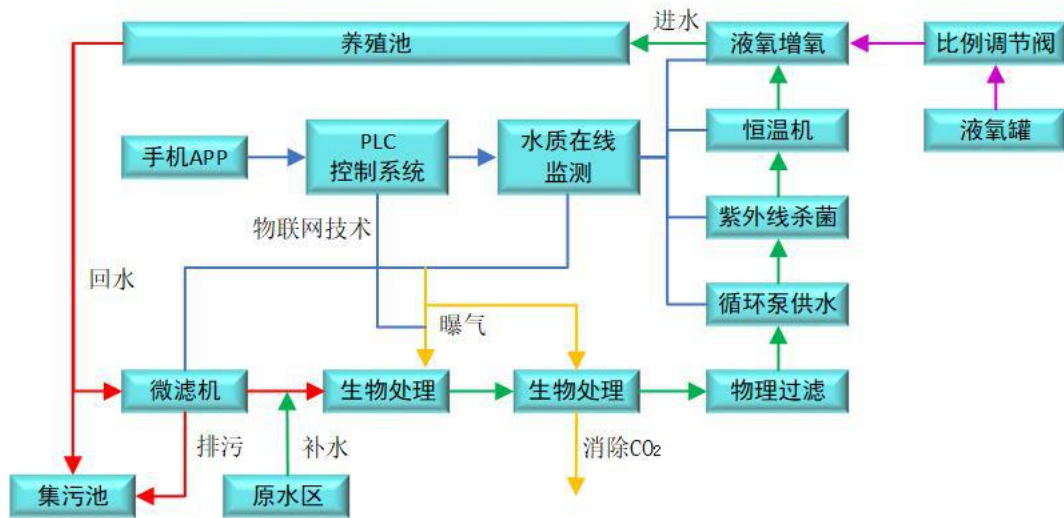 进水
养殖池
液氧增氧
比例调节阀
手机APP
PLC
控制系统
水质在线
监测
恒温机
液氧罐
物联网技术
紫外线杀菌
回水
曝气
循环泵供水
微滤机
生物处理
生物处理
物理过滤
排污
补水
消除CO₂
集污池
原水区